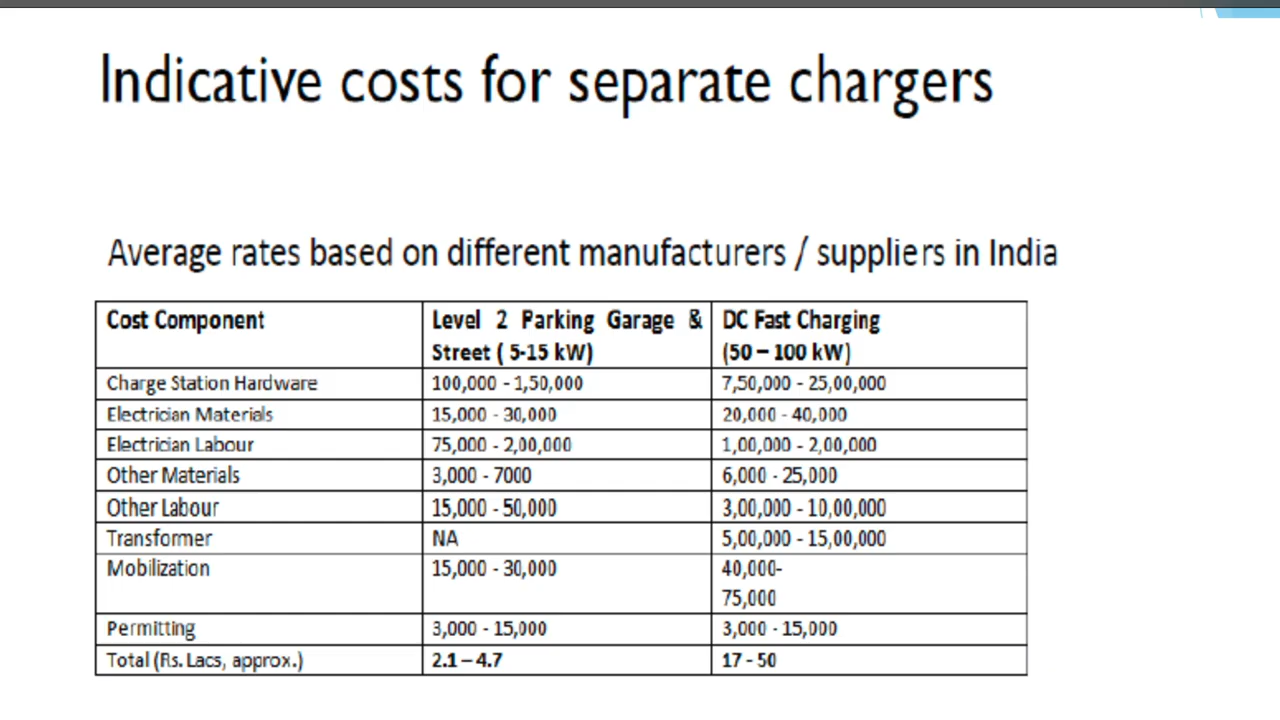 Indicative costs for separate chargers
Average rates based on different manufacturers / suppliers in India
Cost Component
Level 2 Parking Garage &
Street ( 5-15 kW)
DC Fast Charging
(50 – 100 kW)
Charge Station Hardware
100,000 - 1,50,000
7,50,000 - 25,00,000
Electrician Materials
15,000 - 30,000
20,000 - 40,000
Electrician Labour
75,000 - 2,00,000
1,00,000 - 2,00,000
Other Materials
3,000 - 7000
6,000 - 25,000
Other Labour
15,000 - 50,000
3,00,000 - 10,00,000
Transformer
NA
5,00,000 - 15,00,000
Mobilization
15,000 - 30,000
40,000-
75,000
Permitting
3,000 - 15,000
3,000 - 15,000
Total (Rs. Lacs, approx.)
2.1 – 4.7
17 - 50